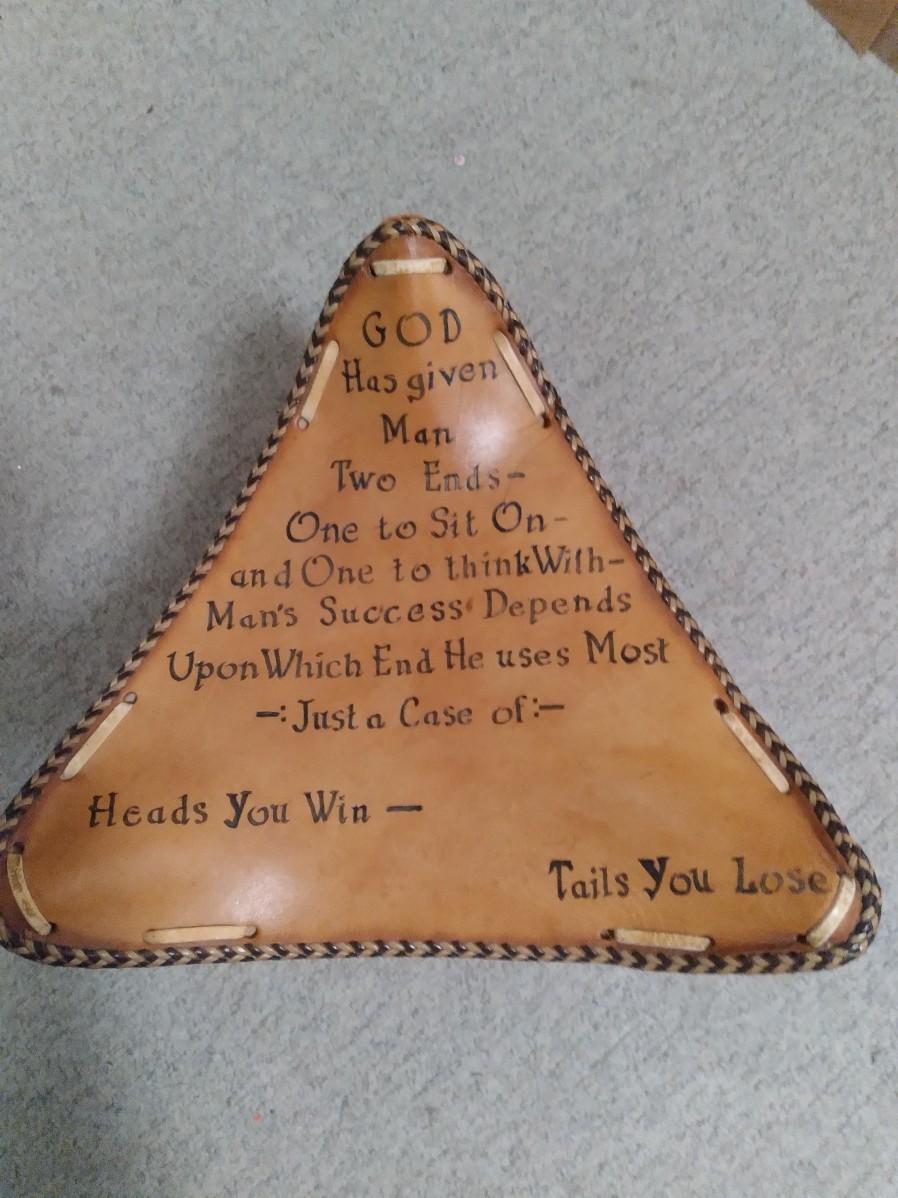 GOD
Has given
Man
Two Ends-
One to Sit On-
and One to think With-
Man's Success Depends
Upon Which End He uses Most
-:Just a Case of:-
Heads You Win -
Tails You Lose